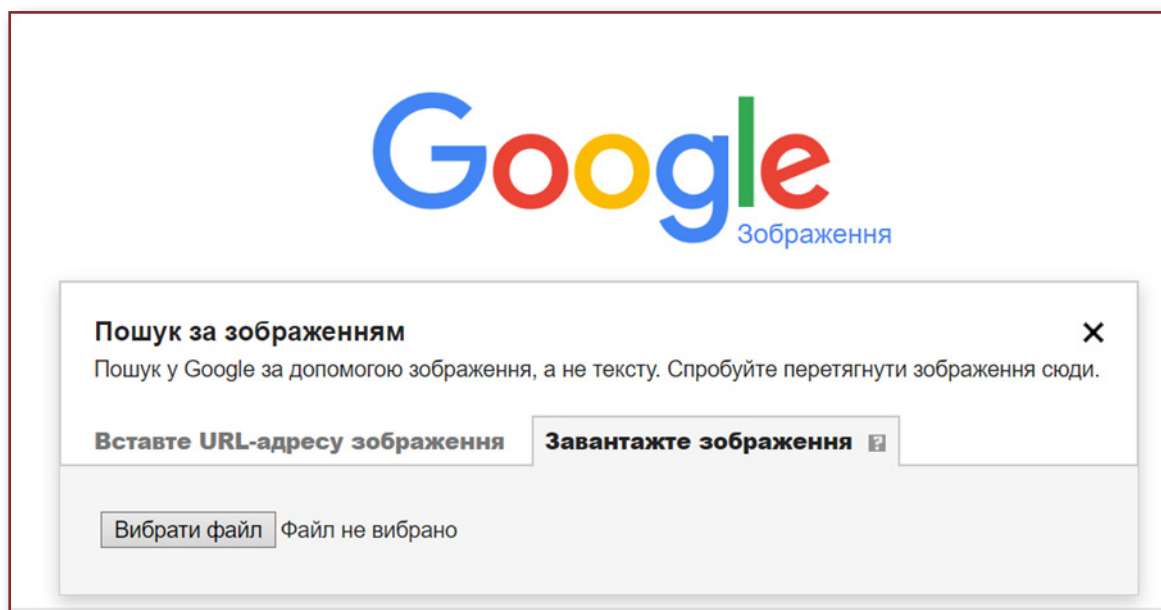 Google
Зображення
Пошук за зображенням
Пошук у Google за допомогою зображення, а не тексту. Спробуйте перетягнути зображення сюди.
Вставте URL-адресу зображення Завантажте зображення ?
Вибрати файл Файл не вибрано